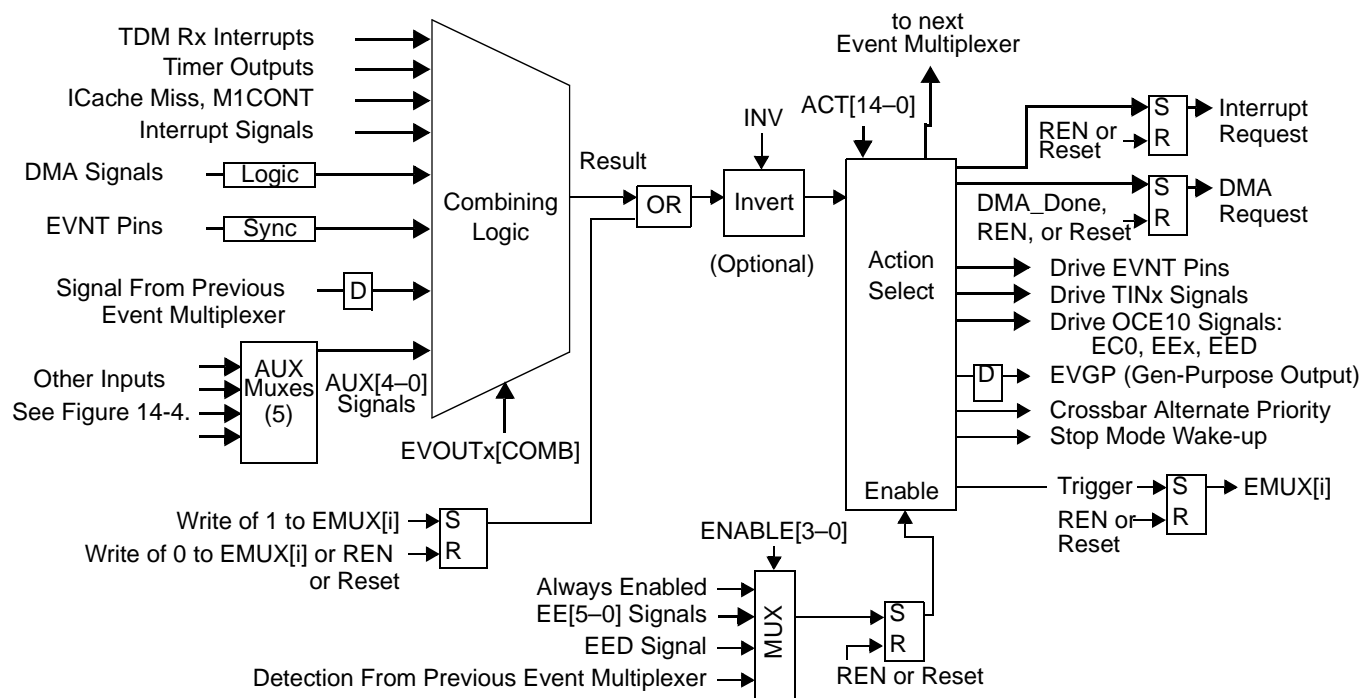 to next
Event Multiplexer
TDM Rx Interrupts
Timer Outputs
ICache Miss, M1CONT
Interrupt Signals
DMA Signals
Logic
EVNT Pins
Sync
Signal From Previous
Event Multiplexer
D
Other Inputs
See Figure 14-4.
AUX
Muxes
(5)
AUX[4–0]
Signals
Combining
Logic
EVOUTx[COMB]
Result
OR
INV
Invert
(Optional)
ACT[14–0]
Action
Select
Enable
REN or
Reset
S
R
Interrupt
Request
DMA_Done,
REN, or Reset
S
R
DMA
Request
Drive EVNT Pins
Drive TINx Signals
Drive OCE10 Signals:
EC0, EEx, EED
D
EVGP (Gen-Purpose Output)
Crossbar Alternate Priority
Stop Mode Wake-up
Trigger
REN or
Reset
S
R
EMUX[i]
Write of 1 to EMUX[i]
Write of 0 to EMUX[i] or REN
or Reset
S
R
ENABLE[3–0]
Always Enabled
EE[5–0] Signals
EED Signal
Detection From Previous Event Multiplexer
MUX
S
R
REN or Reset